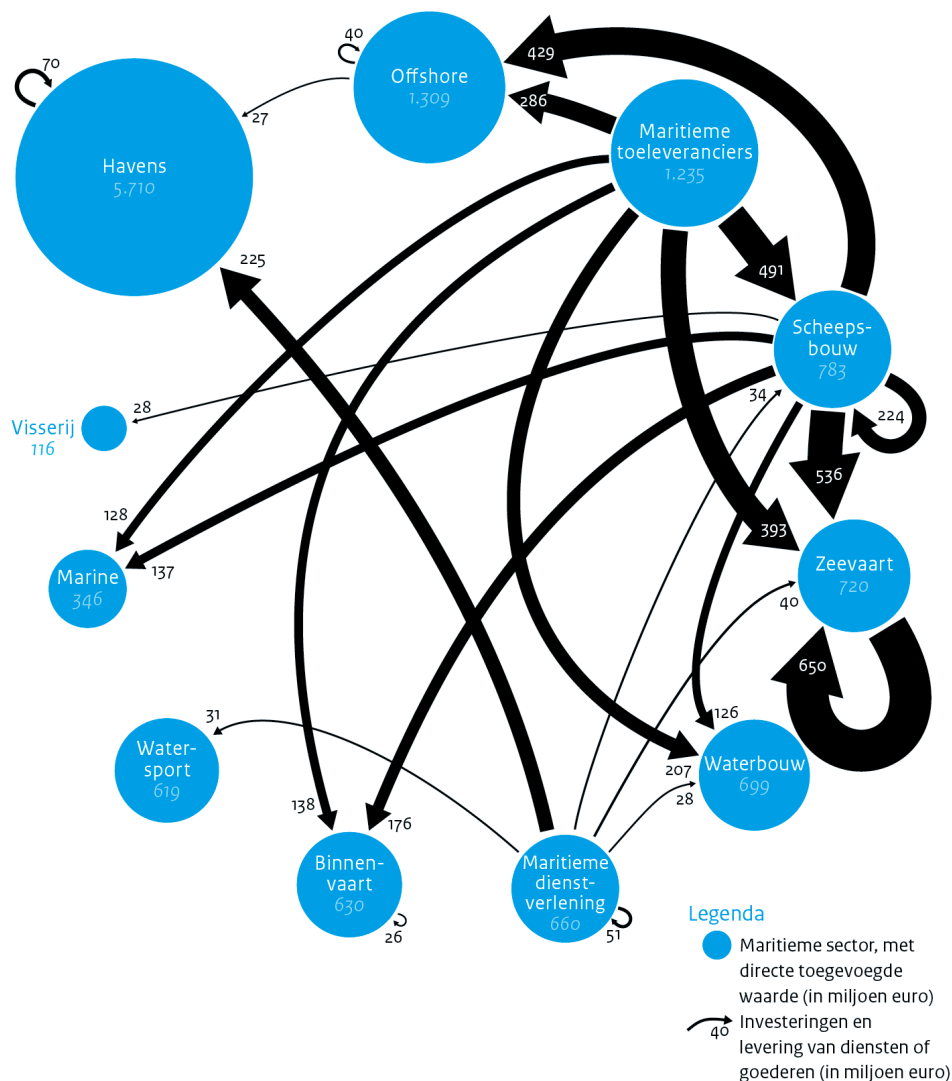 40
Offshore
1.309
429
70
27
286
Maritieme
toeleveranciers
1.235
Havens
5.710
225
491
Scheeps-
bouw
783
34
224
28
Visserij
116
536
128
137
393
Marine
346
Zeevaart
720
40
650
31
126
Water-
sport
619
207
28
Waterbouw
699
138
176
Binnen-
vaart
630
26
Maritieme
dienst-
verlening
660
51
Legenda
Maritieme sector, met
directe toegevoegde
waarde (in miljoen euro)
40
Investeringen en
levering van diensten of
goederen (in miljoen euro)